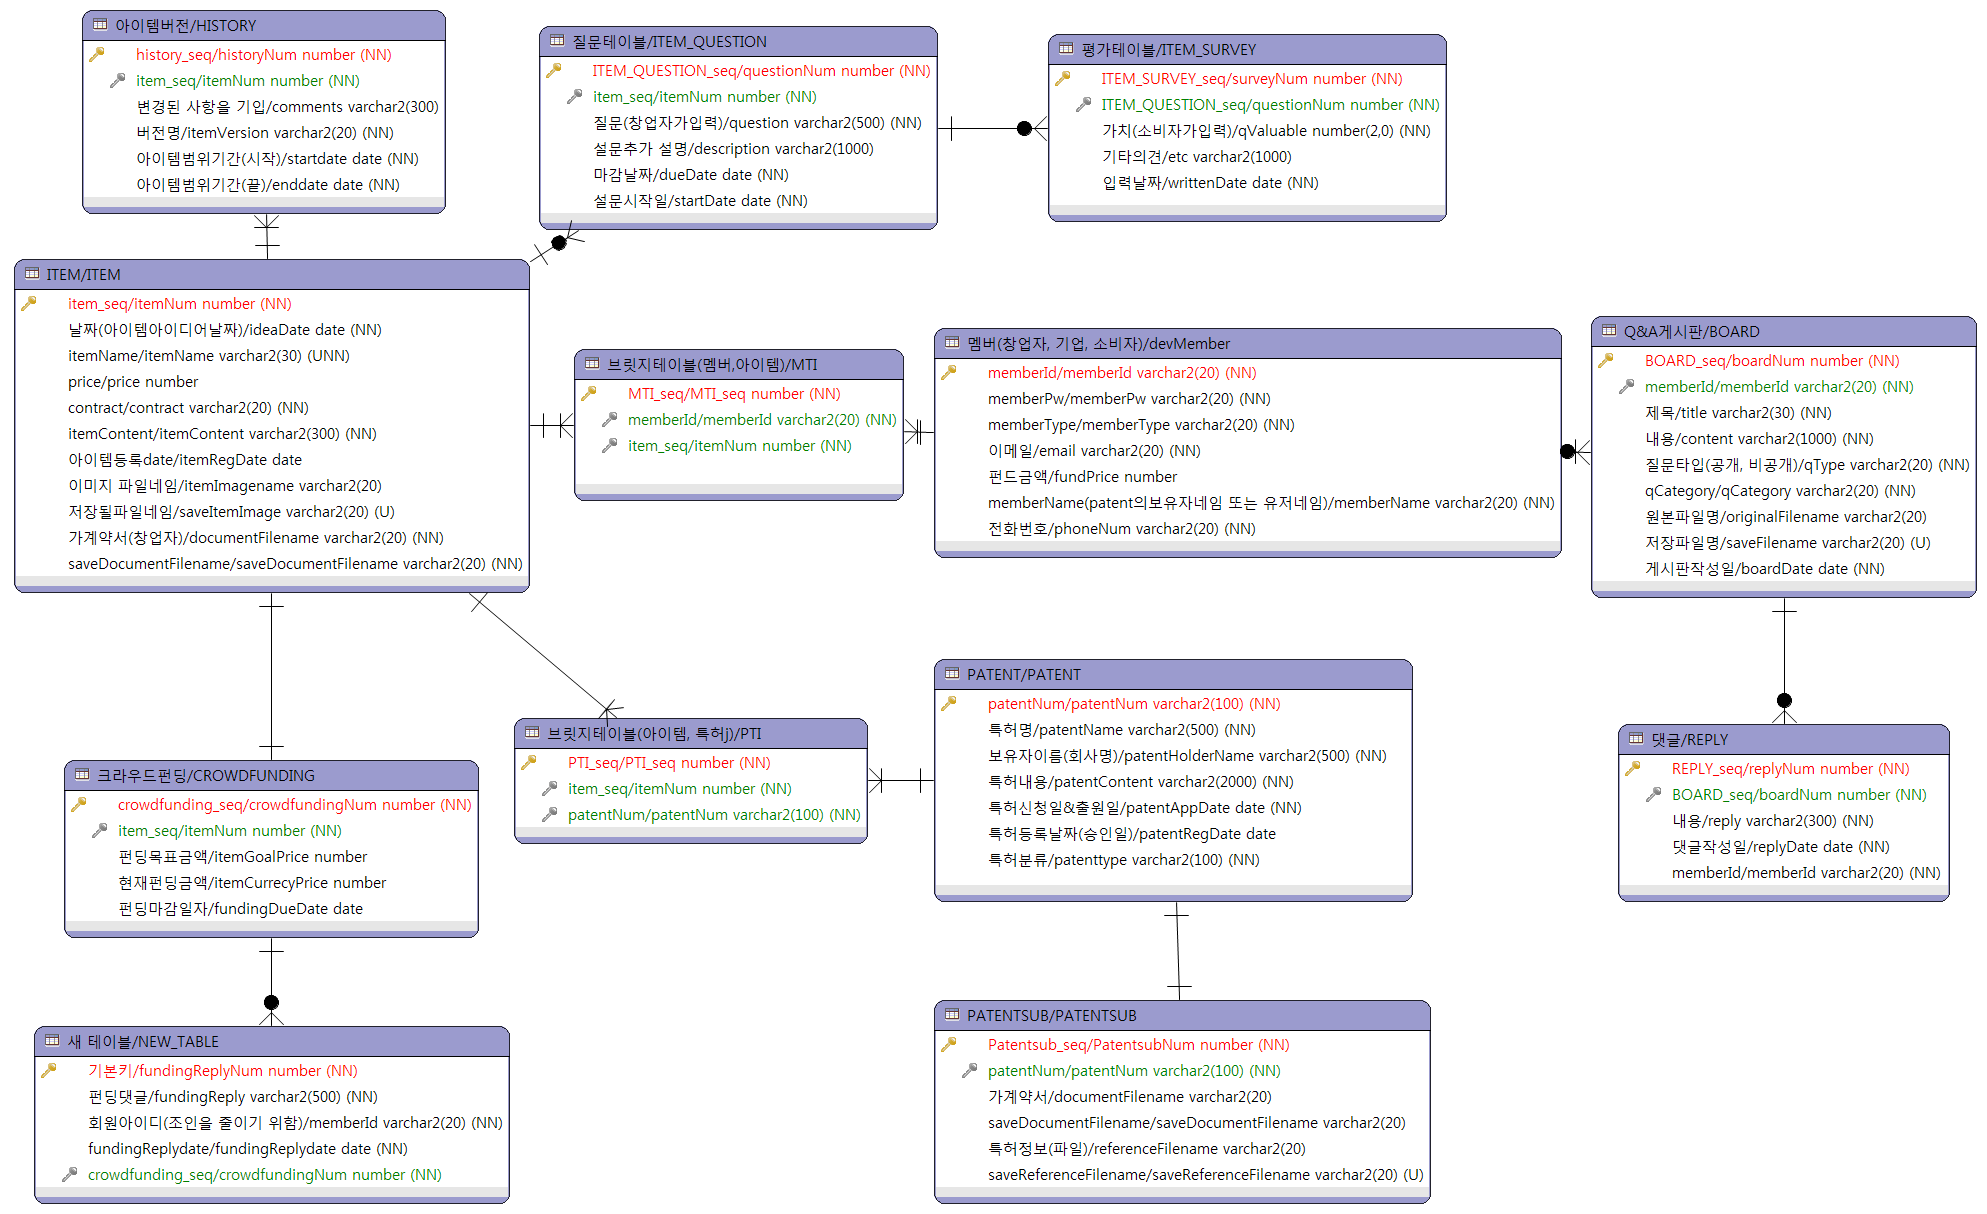 아이템버전/HISTORY
history_seq/historyNum number (NN)
item_seq/itemNum number (NN)
변경된 사항을 기입/comments varchar2(300)
버전명/itemVersion varchar2(20) (NN)
아이템범위기간(시작)/startdate date (NN)
아이템범위기간(끝)/enddate date (NN)
질문테이블/ITEM_QUESTION
ITEM_QUESTION_seq/questionNum number (NN)
item_seq/itemNum number (NN)
질문(창업자가입력)/question varchar2(500) (NN)
설문추가 설명/description varchar2(1000)
마감날짜/dueDate date (NN)
설문시작일/startDate date (NN)
평가테이블/ITEM_SURVEY
ITEM_SURVEY_seq/surveyNum number (NN)
ITEM_QUESTION_seq/questionNum number (NN)
가치(소비자가입력)/qValuable number(2,0) (NN)
기타의견/etc varchar2(1000)
입력날짜/writtenDate date (NN)
ITEM/ITEM
item_seq/itemNum number (NN)
날짜(아이템아이디어날짜)/ideaDate date (NN)
itemName/itemName varchar2(30) (UNN)
price/price number
contract/contract varchar2(20) (NN)
itemContent/itemContent varchar2(300) (NN)
아이템등록date/itemRegDate date
이미지 파일네임/itemImagename varchar2(20)
저장될파일네임/saveItemImage varchar2(20) (U)
가계약서(창업자)/documentFilename varchar2(20) (NN)
saveDocumentFilename/saveDocumentFilename varchar2(20) (NN)
브릿지테이블(멤버,아이템)/MTI
MTI_seq/MTI_seq number (NN)
memberId/memberId varchar2(20) (NN)
item_seq/itemNum number (NN)
멤버(창업자, 기업, 소비자)/devMember
memberId/memberId varchar2(20) (NN)
memberPw/memberPw varchar2(20) (NN)
memberType/memberType varchar2(20) (NN)
이메일/email varchar2(20) (NN)
펀드금액/fundPrice number
memberName(patent의보유자네임 또는 유저네임)/memberName varchar2(20) (NN)
전화번호/phoneNum varchar2(20) (NN)
Q&A게시판/BOARD
BOARD_seq/boardNum number (NN)
memberId/memberId varchar2(20) (NN)
제목/title varchar2(30) (NN)
내용/content varchar2(1000) (NN)
질문타입(공개, 비공개)/qType varchar2(20) (NN)
qCategory/qCategory varchar2(20) (NN)
원본파일명/originalFilename varchar2(20)
저장파일명/saveFilename varchar2(20) (U)
게시판작성일/boardDate date (NN)
크라우드펀딩/CROWDFUNDING
crowdfunding_seq/crowdfundingNum number (NN)
item_seq/itemNum number (NN)
펀딩목표금액/itemGoalPrice number
현재펀딩금액/itemCurrecyPrice number
펀딩마감일자/fundingDueDate date
브릿지테이블(아이템, 특허j)/PTI
PTI_seq/PTI_seq number (NN)
item_seq/itemNum number (NN)
patentNum/patentNum varchar2(100) (NN)
PATENT/PATENT
patentNum/patentNum varchar2(100) (NN)
특허명/patentName varchar2(500) (NN)
보유자이름(회사명)/patentHolderName varchar2(500) (NN)
특허내용/patentContent varchar2(2000) (NN)
특허신청일&출원일/patentAppDate date (NN)
특허등록날짜(승인일)/patentRegDate date
특허분류/patenttype varchar2(100) (NN)
댓글/REPLY
REPLY_seq/replyNum number (NN)
BOARD_seq/boardNum number (NN)
내용/reply varchar2(300) (NN)
댓글작성일/replyDate date (NN)
memberId/memberId varchar2(20) (NN)
새 테이블/NEW_TABLE
기본키/fundingReplyNum number (NN)
펀딩댓글/fundingReply varchar2(500) (NN)
회원아이디(조인을 줄이기 위함)/memberId varchar2(20) (NN)
fundingReplydate/fundingReplydate date (NN)
crowdfunding_seq/crowdfundingNum number (NN)
PATENTSUB/PATENTSUB
Patentsub_seq/PatentsubNum number (NN)
patentNum/patentNum varchar2(100) (NN)
가계약서/documentFilename varchar2(20)
saveDocumentFilename/saveDocumentFilename varchar2(20)
특허정보(파일)/referenceFilename varchar2(20)
saveReferenceFilename/saveReferenceFilename varchar2(20) (U)